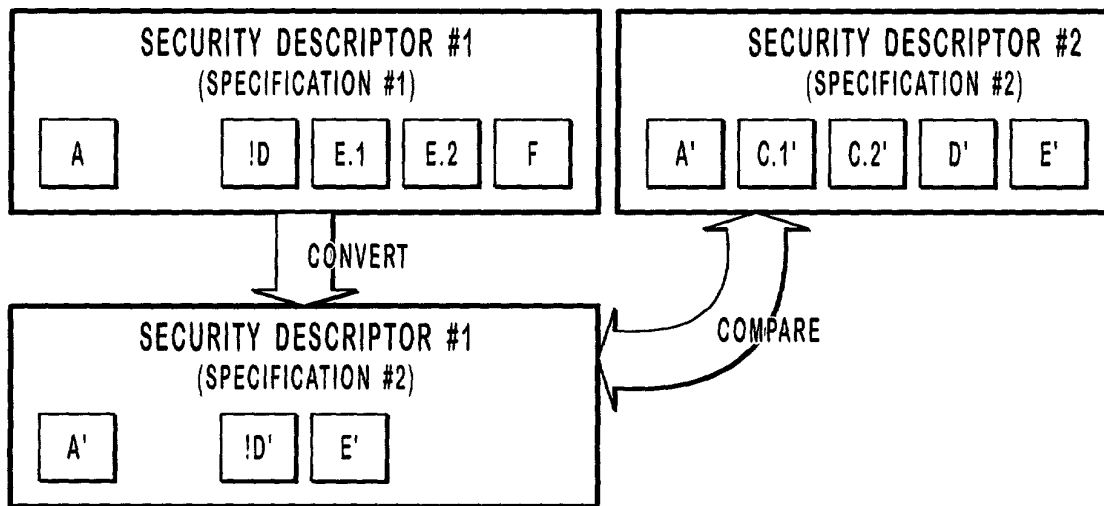 SECURITY DESCRIPTOR #1
(SPECIFICATION #1)
A !D E.1 E.2 F
SECURITY DESCRIPTOR #2
(SPECIFICATION #2)
A' C.1' C.2' D' E'
CONVERT
COMPARE
SECURITY DESCRIPTOR #1
(SPECIFICATION #2)
A' !D' E'